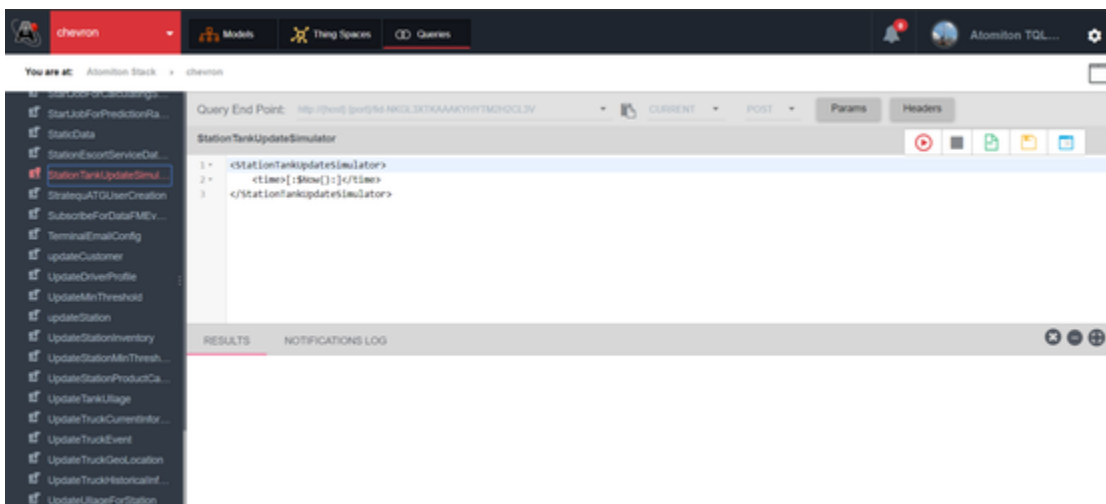 chevron
Models
Thing Spaces
Queries
Atomiton TQL...
You are at: Atomiton Stack > chevron
StartJobForPredictionRa...
StaticData
StationEscortServiceDat...
StationTankUpdateSimul...
StratequATGUserCreation
SubscribeForDataFMEv...
TerminalEmailConfig
updateCustomer
UpdateDriverProfile
UpdateMinThreshold
updateStation
UpdateStationInventory
UpdateStationMinThresh...
UpdateStationProductCa...
UpdateTankUllage
UpdateTruckCurrentInfor...
UpdateTruckEvent
UpdateTruckGeoLocation
UpdateTruckHistoricalInf...
UpdateUllageForStation
Query End Point:
CURRENT
POST
Params
Headers
StationTankUpdateSimulator
1 <StationTankUpdateSimulator>
2 <time>[:$Now():]</time>
3 </StationTankUpdateSimulator>
RESULTS
NOTIFICATIONS LOG